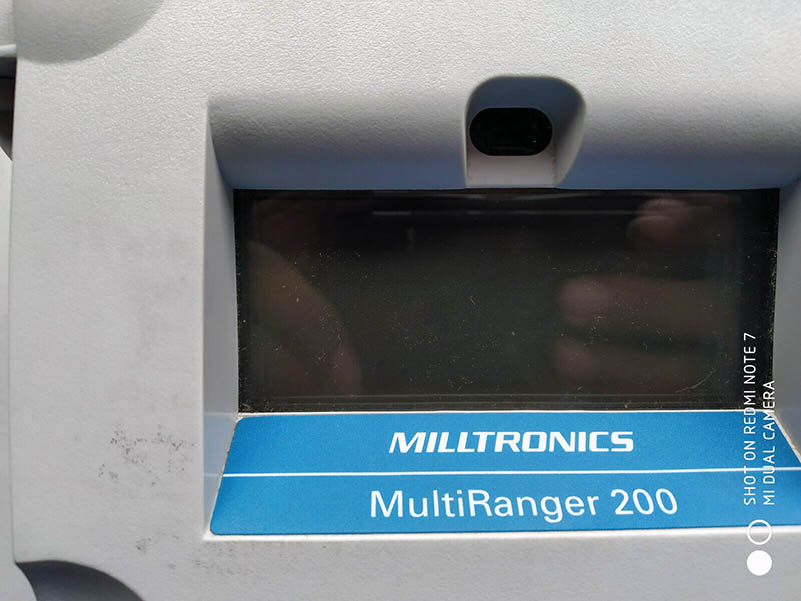 MILLTRONICS
MultiRanger 200
SHOT ON REDMI NOTE 7
MI DUAL CAMERA